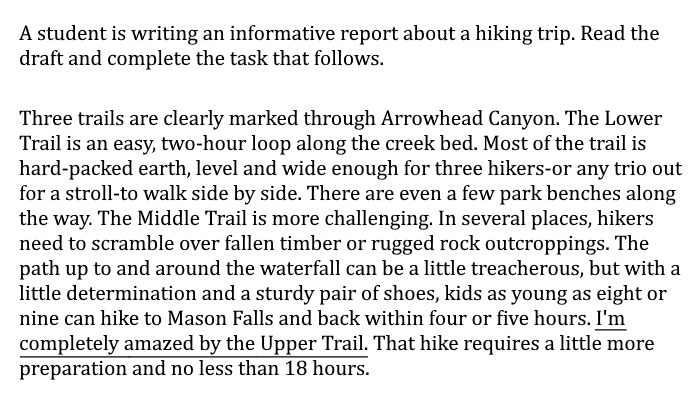 A student is writing an informative report about a hiking trip. Read the
draft and complete the task that follows.
Three trails are clearly marked through Arrowhead Canyon. The Lower
Trail is an easy, two-hour loop along the creek bed. Most of the trail is
hard-packed earth, level and wide enough for three hikers-or any trio out
for a stroll-to walk side by side. There are even a few park benches along
the way. The Middle Trail is more challenging. In several places, hikers
need to scramble over fallen timber or rugged rock outcroppings. The
path up to and around the waterfall can be a little treacherous, but with a
little determination and a sturdy pair of shoes, kids as young as eight or
nine can hike to Mason Falls and back within four or five hours. I'm
completely amazed by the Upper Trail. That hike requires a little more
preparation and no less than 18 hours.